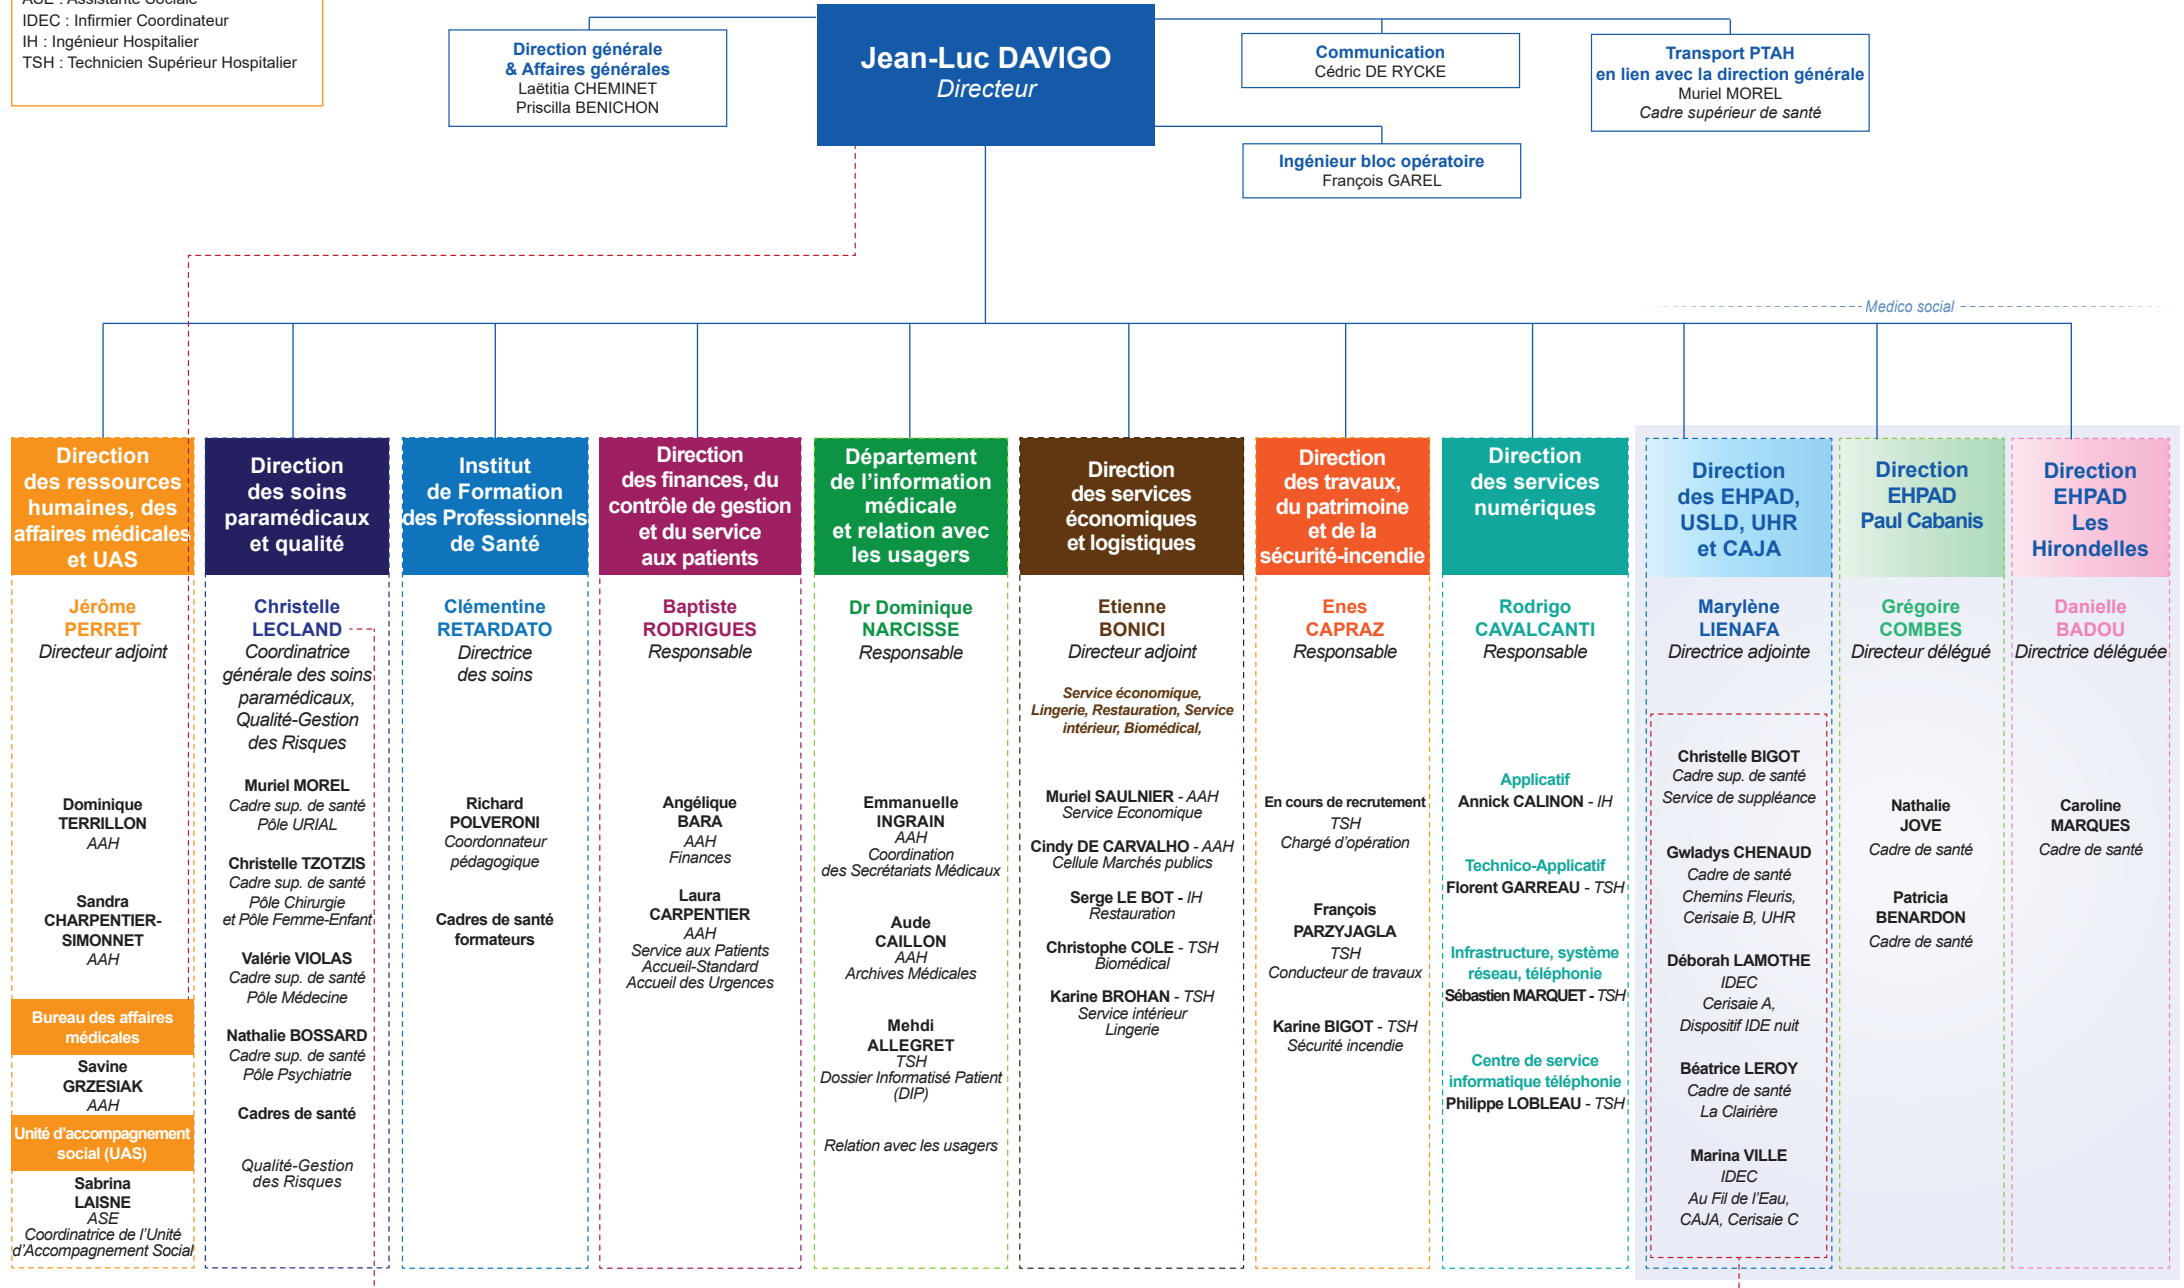 ASE : Assistante Sociale
IDEC : Infirmier Coordinateur
IH : Ingénieur Hospitalier
TSH : Technicien Supérieur Hospitalier
Direction générale
& Affaires générales
Laëtitia CHEMINET
Priscilla BENICHON
Jean-Luc DAVIGO
Directeur
Communication
Cédric DE RYCKE
Transport PTAH
en lien avec la direction générale
Muriel MOREL
Cadre supérieur de santé
Ingénieur bloc opératoire
François GAREL
Medico social
Direction
des ressources
humaines, des
affaires médicales
et UAS
Jérôme
PERRET
Directeur adjoint
Dominique
TERRILLON
AAH
Sandra
CHARPENTIER-
SIMONNET
AAH
Bureau des affaires
médicales
Savine
GRZESIAK
AAH
Unité d'accompagnement
social (UAS)
Sabrina
LAISNE
ASE
Coordinatrice de l'Unité
d'Accompagnement Social
Direction
des soins
paramédicaux
et qualité
Christelle
LECLAND
Coordinatrice
générale des soins
paramédicaux,
Qualité-Gestion
des Risques
Muriel MOREL
Cadre sup. de santé
Pôle URIAL
Christelle TZOTZIS
Cadre sup. de santé
Pôle Chirurgie
et Pôle Femme-Enfant
Valérie VIOLAS
Cadre sup. de santé
Pôle Médecine
Nathalie BOSSARD
Cadre sup. de santé
Pôle Psychiatrie
Cadres de santé
Qualité-Gestion
des Risques
Institut
de Formation
des Professionnels
de Santé
Clémentine
RETARDATO
Directrice
des soins
Richard
POLVERONI
Coordonnateur
pédagogique
Cadres de santé
formateurs
Direction
des finances, du
contrôle de gestion
et du service
aux patients
Baptiste
RODRIGUES
Responsable
Angélique
BARA
AAH
Finances
Laura
CARPENTIER
AAH
Service aux Patients
Accueil-Standard
Accueil des Urgences
Département
de l'information
médicale
et relation avec
les usagers
Dr Dominique
NARCISSE
Responsable
Emmanuelle
INGRAIN
AAH
Coordination
des Secrétariats Médicaux
Aude
CAILLON
AAH
Archives Médicales
Mehdi
ALLEGRET
TSH
Dossier Informatisé Patient
(DIP)
Relation avec les usagers
Direction
des services
économiques
et logistiques
Etienne
BONICI
Directeur adjoint
Service économique,
Lingerie, Restauration, Service
intérieur, Biomédical,
Muriel SAULNIER - AAH
Service Economique
Cindy DE CARVALHO - AAH
Cellule Marchés publics
Serge LE BOT - IH
Restauration
Christophe COLE - TSH
Biomédical
Karine BROHAN - TSH
Service intérieur
Lingerie
Direction
des travaux,
du patrimoine
et de la
sécurité-incendie
Enes
CAPRAZ
Responsable
En cours de recrutement
TSH
Chargé d'opération
François
PARZYJAGLA
TSH
Conducteur de travaux
Karine BIGOT - TSH
Sécurité incendie
Direction
des services
numériques
Rodrigo
CAVALCANTI
Responsable
Applicatif
Annick CALINON - IH
Technico-Applicatif
Florent GARREAU - TSH
Infrastructure, système
réseau, téléphonie
Sébastien MARQUET - TSH
Centre de service
informatique téléphonie
Philippe LOBLEAU - TSH
Direction
des EHPAD,
USLD, UHR
et CAJA
Marylène
LIENAFA
Directrice adjointe
Christelle BIGOT
Cadre sup. de santé
Service de suppléance
Gwladys CHENAUD
Cadre de santé
Chemins Fleuris,
Cerisaie B, UHR
Déborah LAMOTHE
IDEC
Cerisaie A,
Dispositif IDE nuit
Béatrice LEROY
Cadre de santé
La Clairière
Marina VILLE
IDEC
Au Fil de l'Eau,
CAJA, Cerisaie C
Direction
EHPAD
Paul Cabanis
Grégoire
COMBES
Directeur délégué
Nathalie
JOVE
Cadre de santé
Patricia
BENARDON
Cadre de santé
Direction
EHPAD
Les
Hirondelles
Danielle
BADOU
Directrice déléguée
Caroline
MARQUES
Cadre de santé